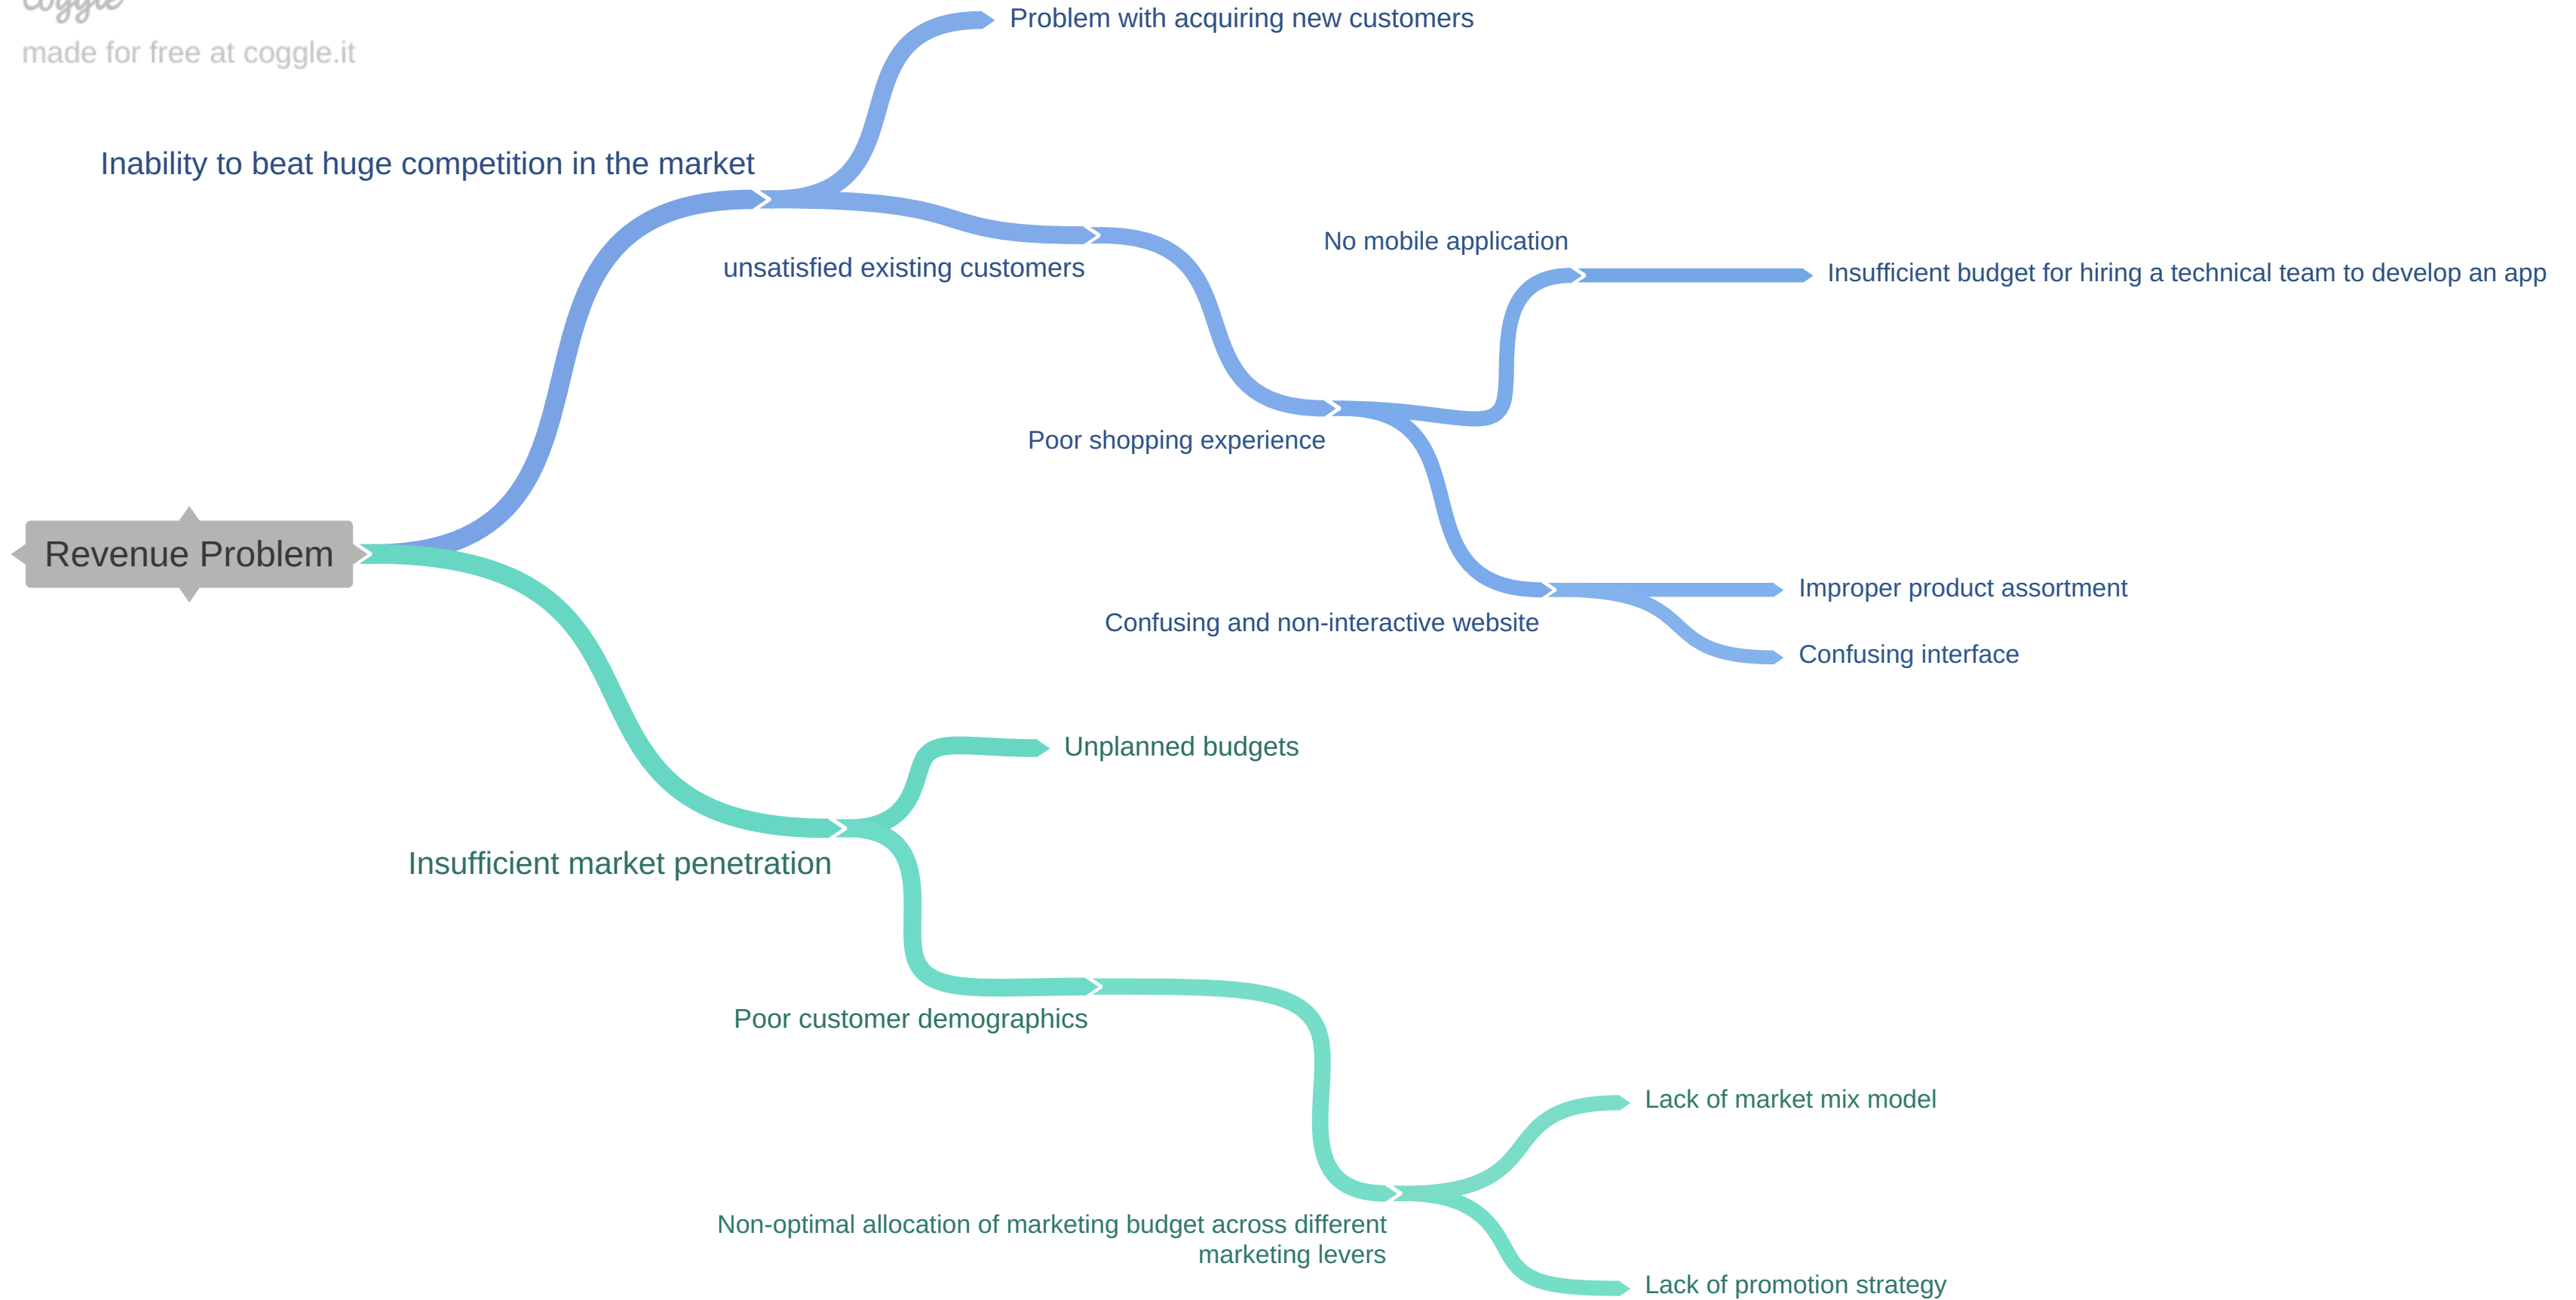 coggle
made for free at coggle.it
Problem with acquiring new customers
Inability to beat huge competition in the market
unsatisfied existing customers
No mobile application
Insufficient budget for hiring a technical team to develop an app
Poor shopping experience
Revenue Problem
Improper product assortment
Confusing and non-interactive website
Confusing interface
Unplanned budgets
Insufficient market penetration
Poor customer demographics
Lack of market mix model
Non-optimal allocation of marketing budget across different
marketing levers
Lack of promotion strategy